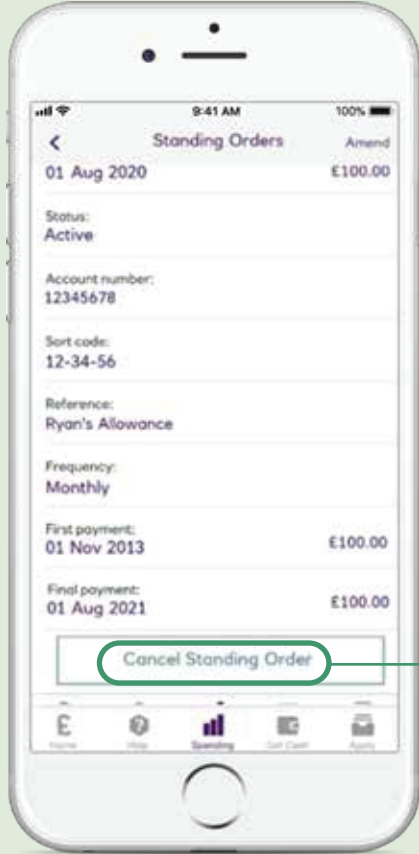 9:41 AM 100%
Standing Orders Amend
01 Aug 2020 £100.00
Status:
Active
Account number:
12345678
Sort code:
12-34-56
Reference:
Ryan's Allowance
Frequency:
Monthly
First payment:
01 Nov 2013 £100.00
Final payment:
01 Aug 2021 £100.00
Cancel Standing Order
£
Home Help Spending Get Cash Apply